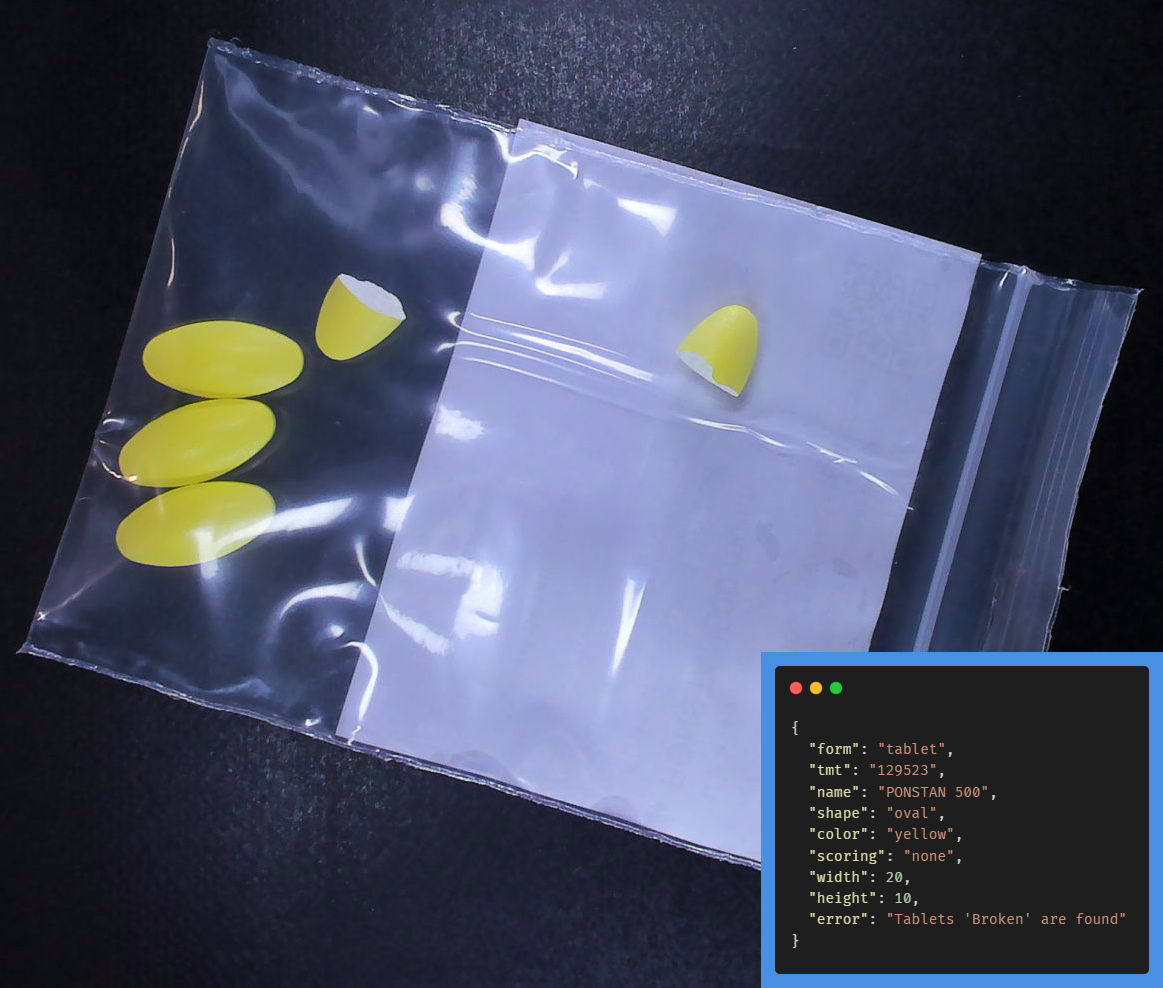 {
"form": "tablet",
"tmt": "129523",
"name": "PONSTAN 500",
"shape": "oval",
"color": "yellow",
"scoring": "none",
"width": 20,
"height": 10,
"error": "Tablets 'Broken' are found"
}